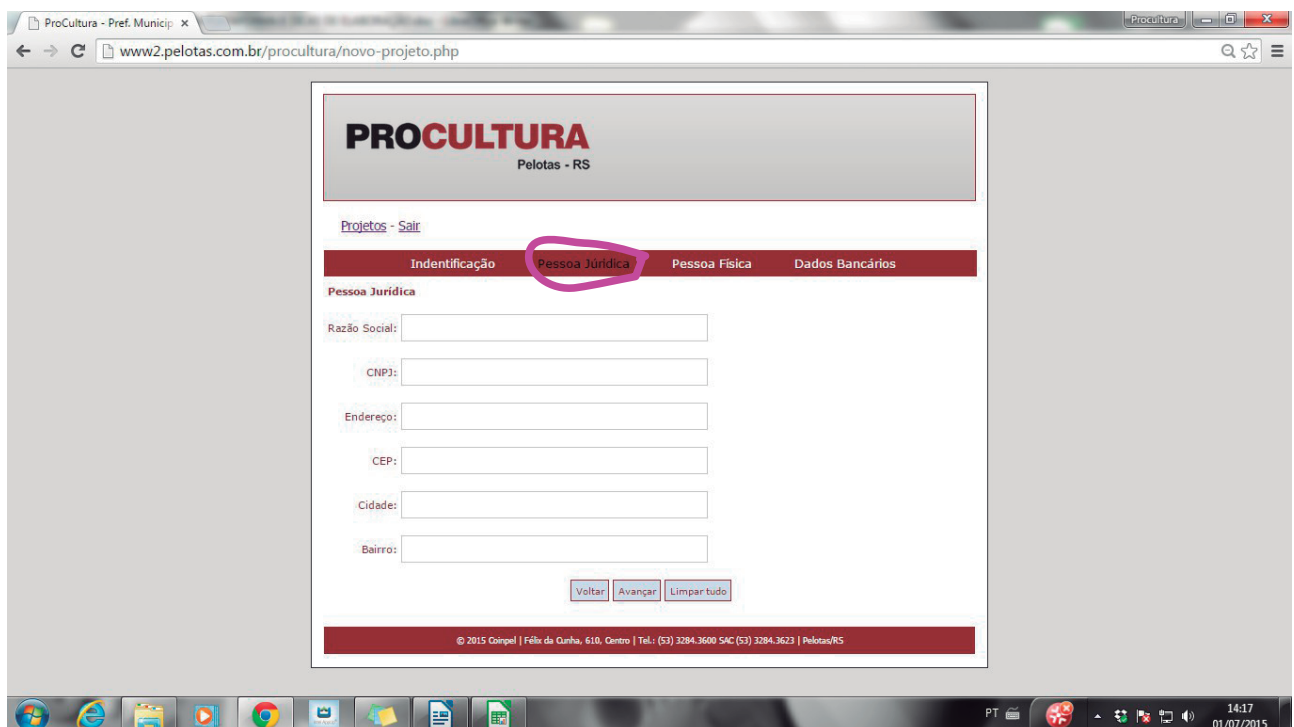 ProCultura - Pref. Municip
Procultura
www2.pelotas.com.br/procultura/novo-projeto.php
PROCULTURA
Pelotas - RS
Projetos - Sair
Indentificação Pessoa Júridica Pessoa Física Dados Bancários
Pessoa Jurídica
Razão Social:
CNPJ:
Endereço:
CEP:
Cidade:
Bairro:
Voltar Avançar Limpar tudo
© 2015 Coinpel | Félix da Cunha, 610, Centro | Tel.: (53) 3284.3600 SAC (53) 3284.3623 | Pelotas/RS
PT 14:17
01/07/2015